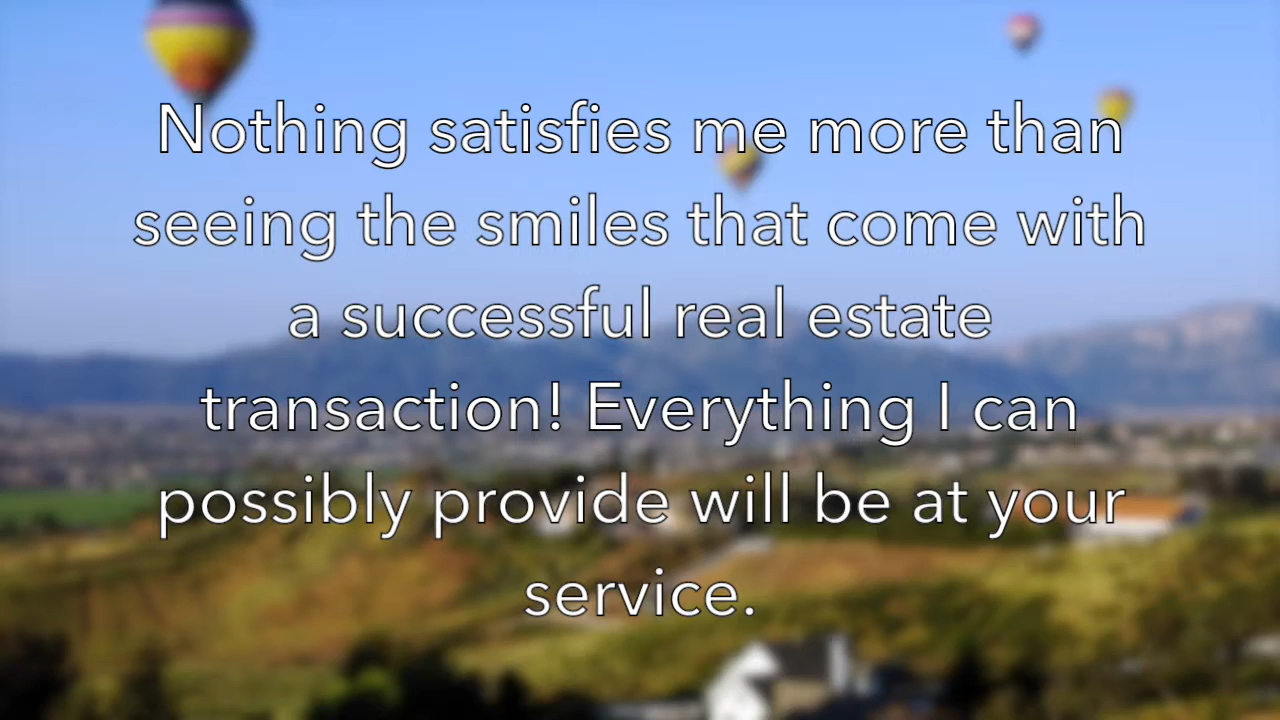 Nothing satisfies me more than
seeing the smiles that come with
a successful real estate
transaction! Everything I can
possibly provide will be at your
service.